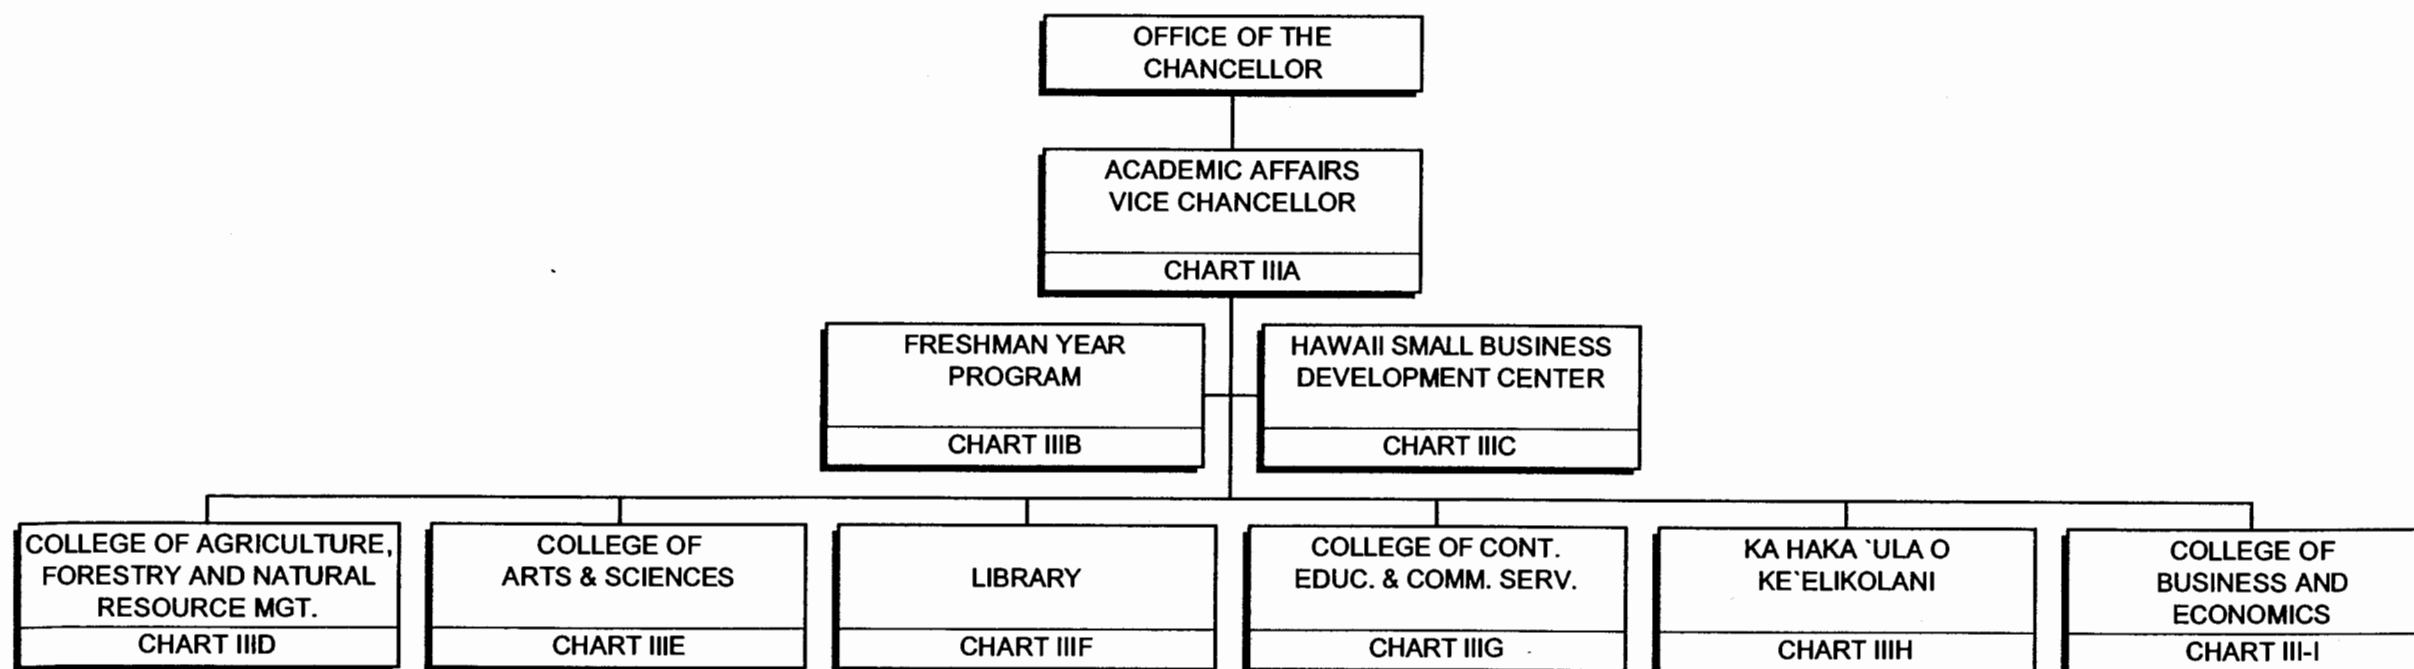 OFFICE OF THE
CHANCELLOR
ACADEMIC AFFAIRS
VICE CHANCELLOR
CHART IIIA
FRESHMAN YEAR
PROGRAM
CHART IIIB
HAWAII SMALL BUSINESS
DEVELOPMENT CENTER
CHART IIIC
COLLEGE OF AGRICULTURE,
FORESTRY AND NATURAL
RESOURCE MGT.
CHART IIID
COLLEGE OF
ARTS & SCIENCES
CHART IIIE
LIBRARY
CHART IIIF
COLLEGE OF CONT.
EDUC. & COMM. SERV.
CHART IIIG
KA HAKA `ULA O
KE`ELIKOLANI
CHART IIIH
COLLEGE OF
BUSINESS AND
ECONOMICS
CHART III-I